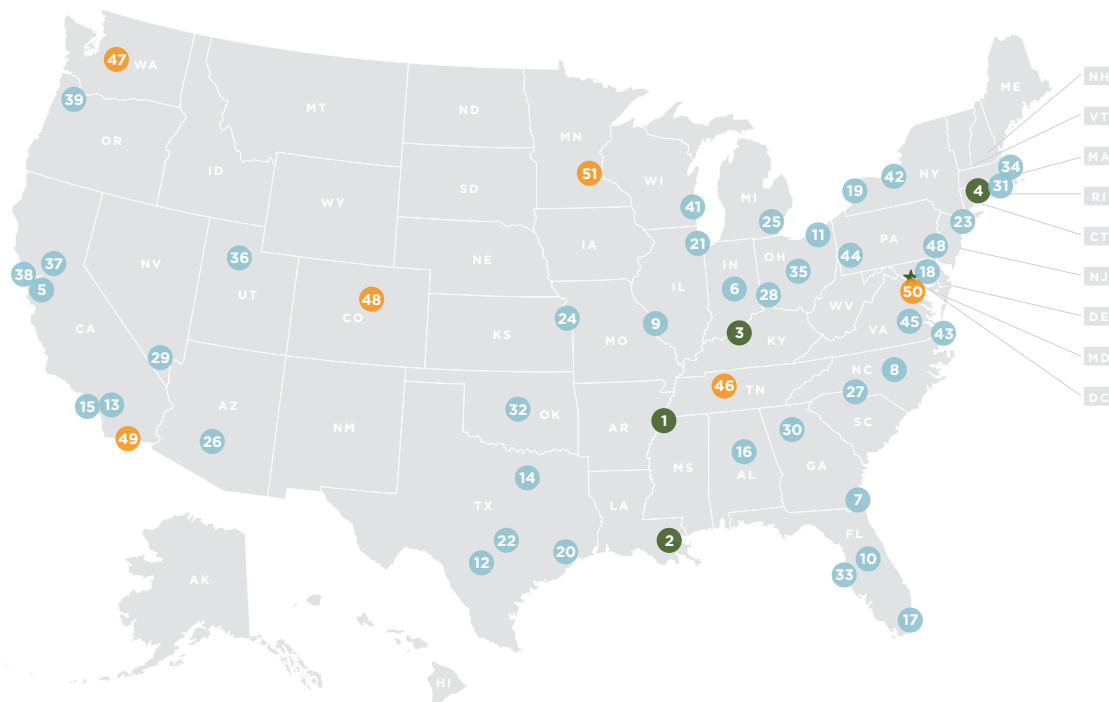 47
WA
39
OR
MT
ID
ND
MN
51
SD
WI
41
WY
MI
25
ME
NH
VT
MA
RI
CT
NJ
DE
MD
DC
34
31
4
42
NY
19
23
11
PA
48
44
21
IA
NE
NV
36
UT
37
38
5
CA
48
CO
IN
6
OH
35
28
IL
18
50
WV
VA
45
43
24
KS
MO
9
3
KY
29
15
13
49
AZ
26
NM
32
OK
AR
1
46
TN
NC
8
27
SC
30
GA
16
AL
MS
14
TX
22
12
20
LA
2
7
FL
10
33
17
AK
HI